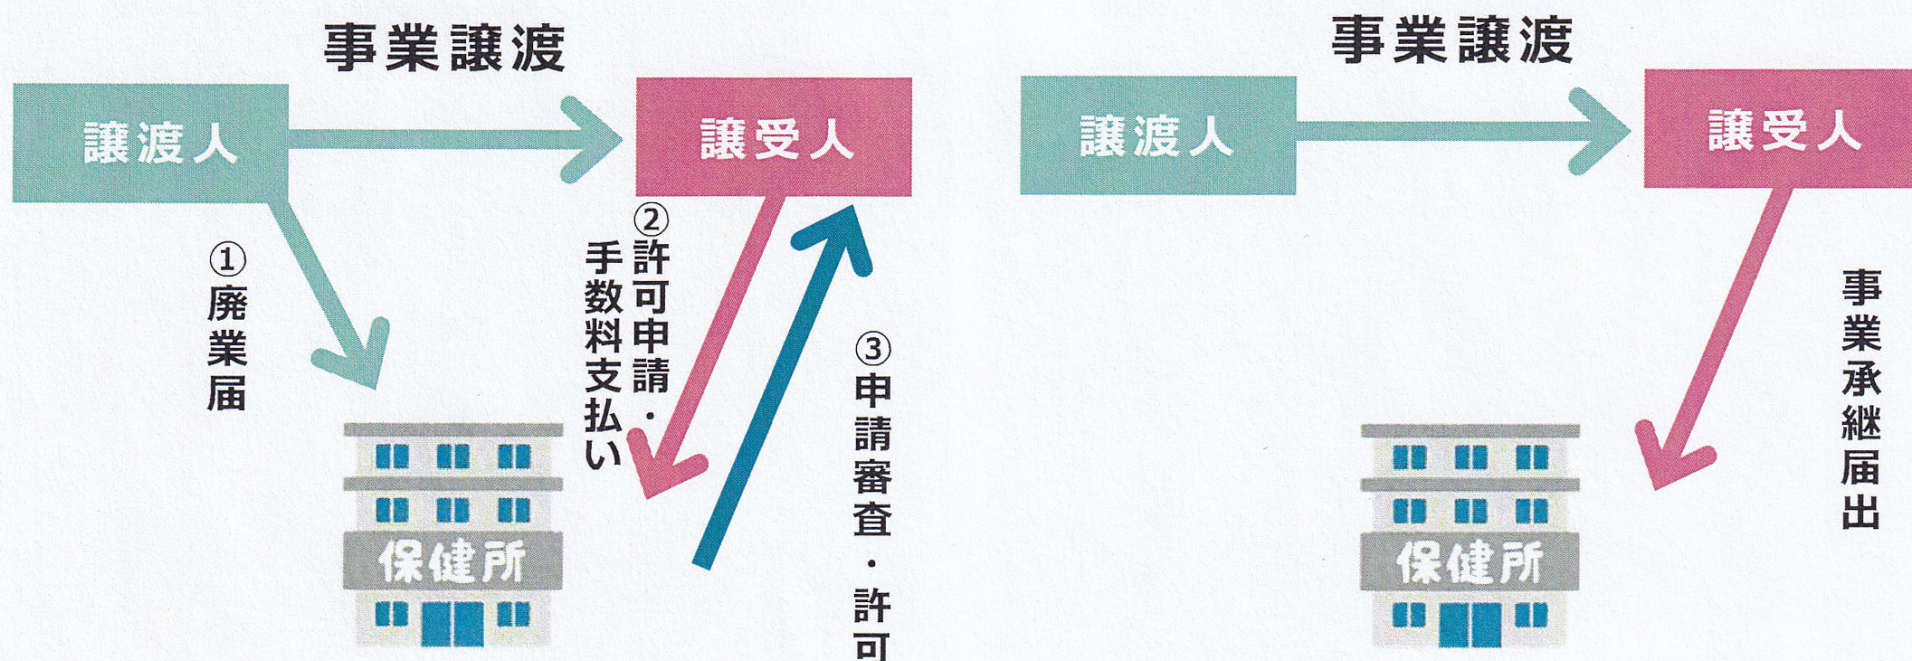 事業譲渡
譲渡人
譲受人
①廃業届
②許可申請・
手数料支払い
③申請審査・許可
保健所
事業譲渡
譲渡人
譲受人
事業承継届出
保健所